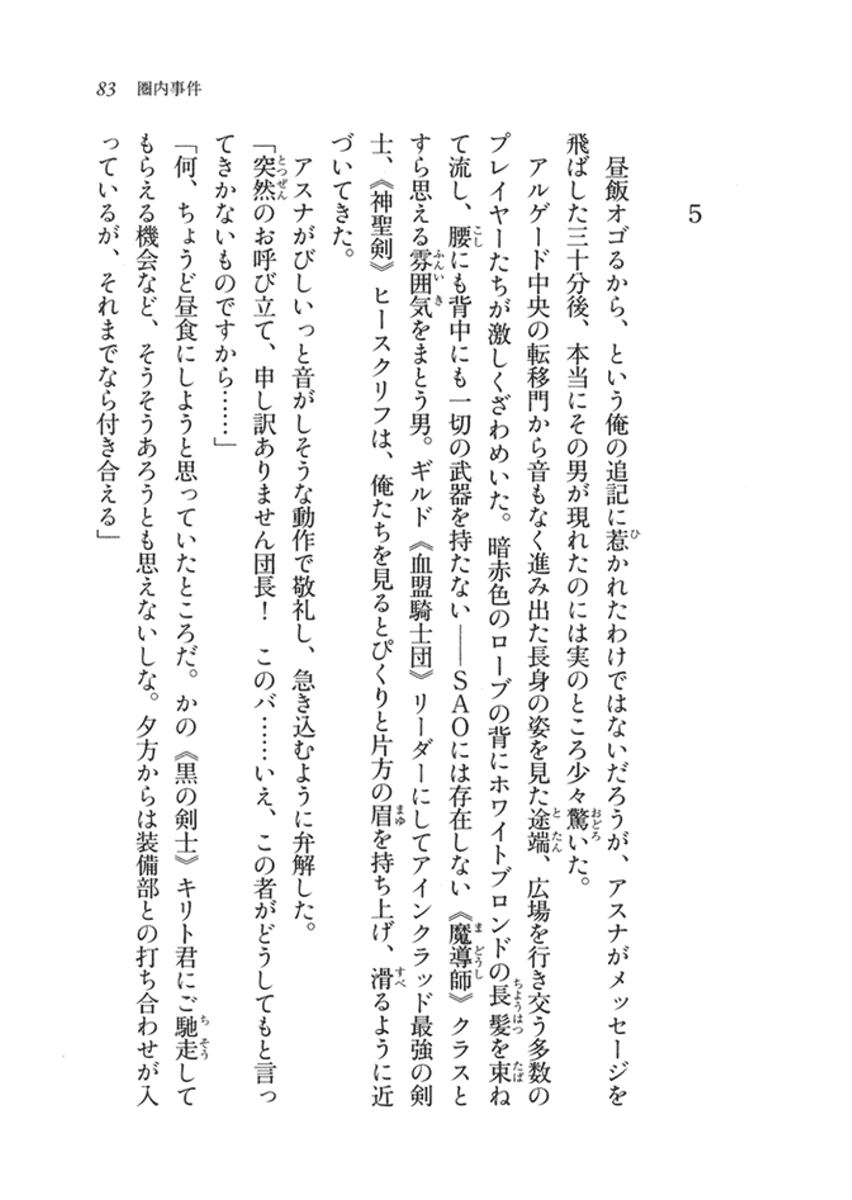 83 圏内事件
5
昼飯オゴるから、という俺の追記に惹かれたわけではないだろうが、アスナがメッセージを
飛ばした三十分後、本当にその男が現れたのには実のところ少々驚いた。
アルゲード中央の転移門から音もなく進み出た長身の姿を見た途端、広場を行き交う多数の
プレイヤーたちが激しくざわめいた。暗赤色のローブの背にホワイトブロンドの長髪を束ね
て流し、腰にも背中にも一切の武器を持たない――SAOには存在しない《魔導師》クラスと
すら思える雰囲気をまとう男。ギルド《血盟騎士団》リーダーにしてアインクラッド最強の剣
士、《神聖剣》ヒースクリフは、俺たちを見るとぴくりと片方の眉を持ち上げ、滑るように近
づいてきた。
アスナがびしいっと音がしそうな動作で敬礼し、急き込むように弁解した。
「突然のお呼び立て、申し訳ありません団長！　このバ……いえ、この者がどうしてもと言っ
てきかないものですから……」
「何、ちょうど昼食にしようと思っていたところだ。かの《黒の剣士》キリト君にご馳走して
もらえる機会など、そうそうあろうとも思えないしな。夕方からは装備部との打ち合わせが入
っているが、それまでなら付き合える」